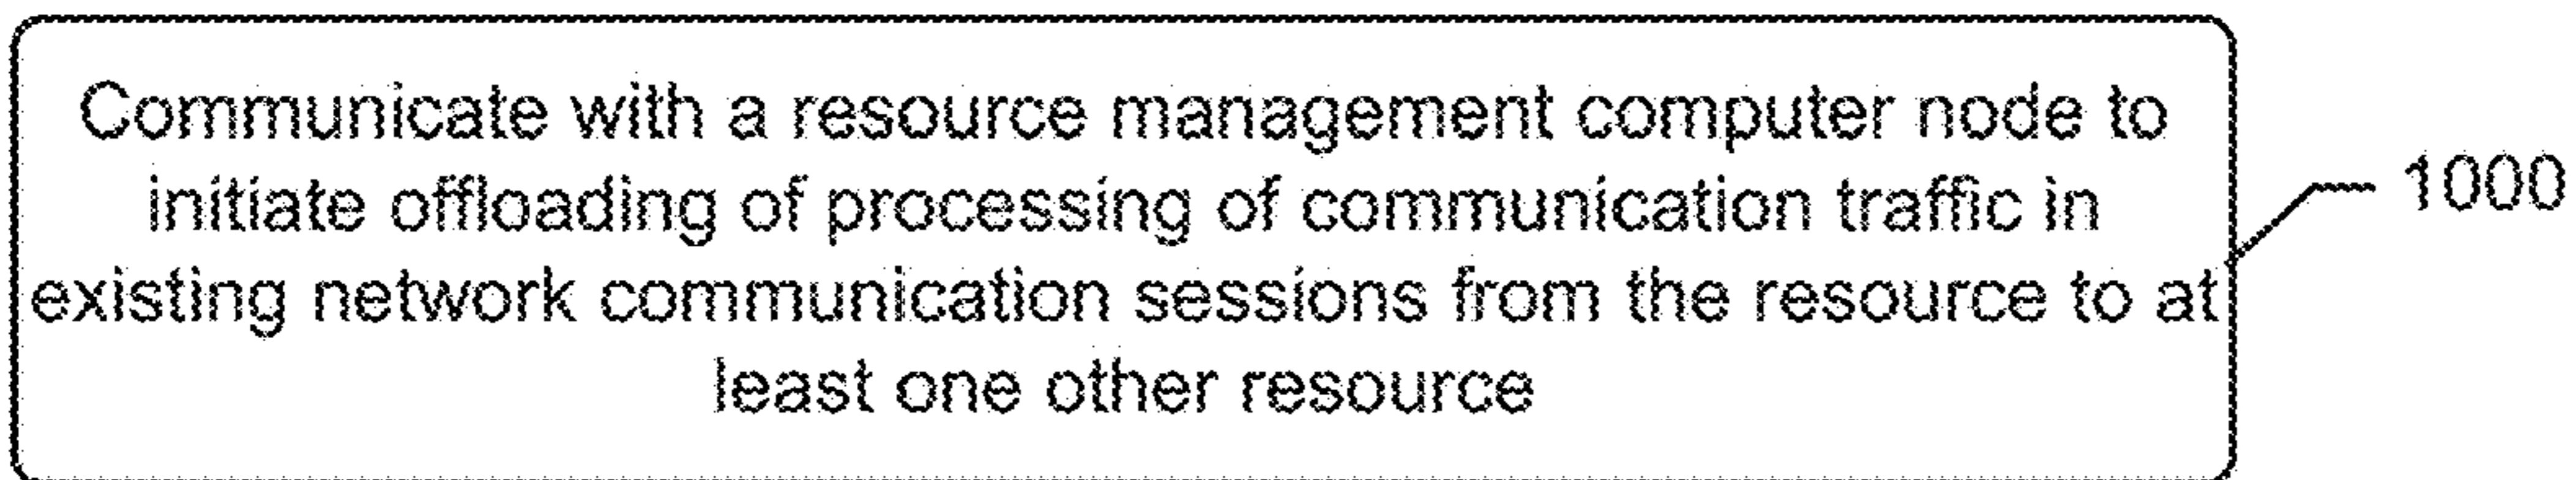 Communicate with a resource management computer node to
initiate offloading of processing of communication traffic in
existing network communication sessions from the resource to at
least one other resource
1000